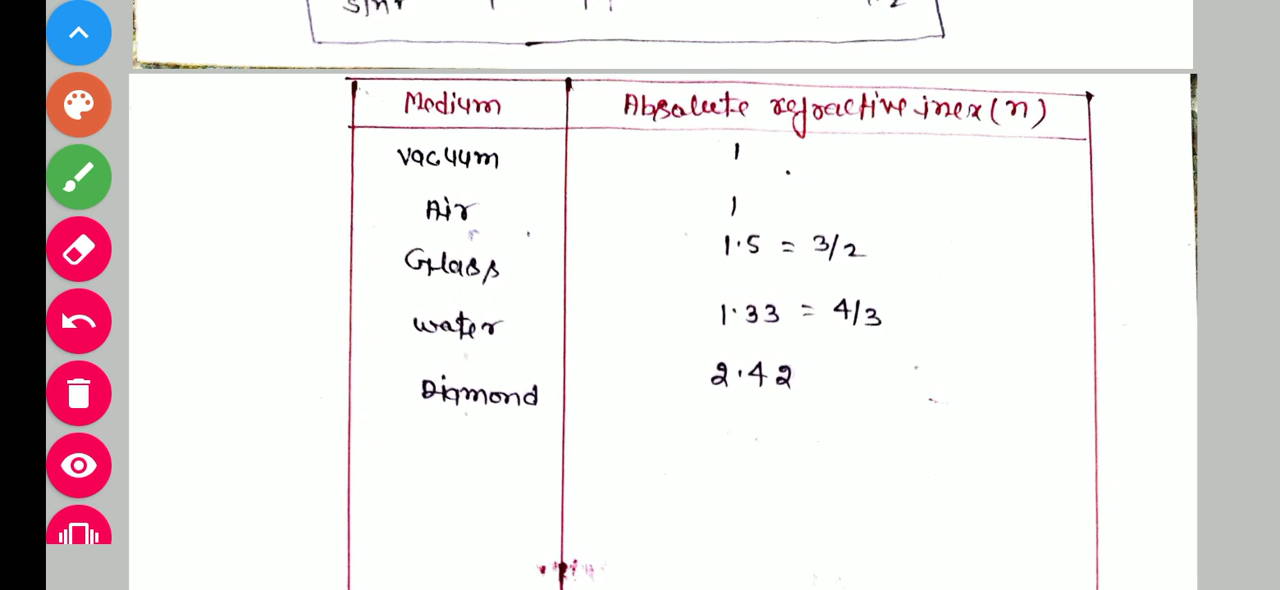 Medium Absolute refractive inex (n)
Vacuum 1
Air 1
Glass 1.5 = 3/2
water 1.33 = 4/3
Diamond 2.42